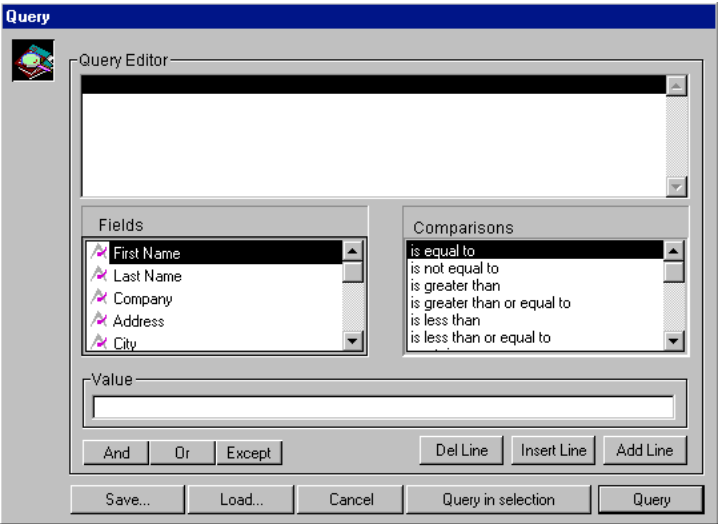 Query
Query Editor
Fields
Comparisons
First Name
Last Name
Company
Address
City
is equal to
is not equal to
is greater than
is greater than or equal to
is less than
is less than or equal to
Value
And Or Except Del Line Insert Line Add Line
Save... Load... Cancel Query in selection Query